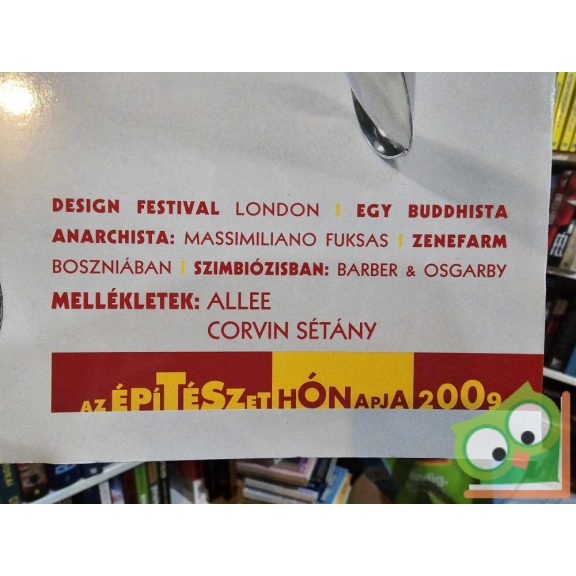 DESIGN FESTIVAL LONDON | EGY BUDDHISTA
ANARCHISTA: MASSIMILIANO FUKSAS | ZENEFARM
BOSZNIÁBAN | SZIMBIÓZISBAN: BARBER & OSGARBY
MELLÉKLETEK: ALLEE
CORVIN SÉTÁNY
AZ ÉPÍTÉSZET HÓNAPJA 2009